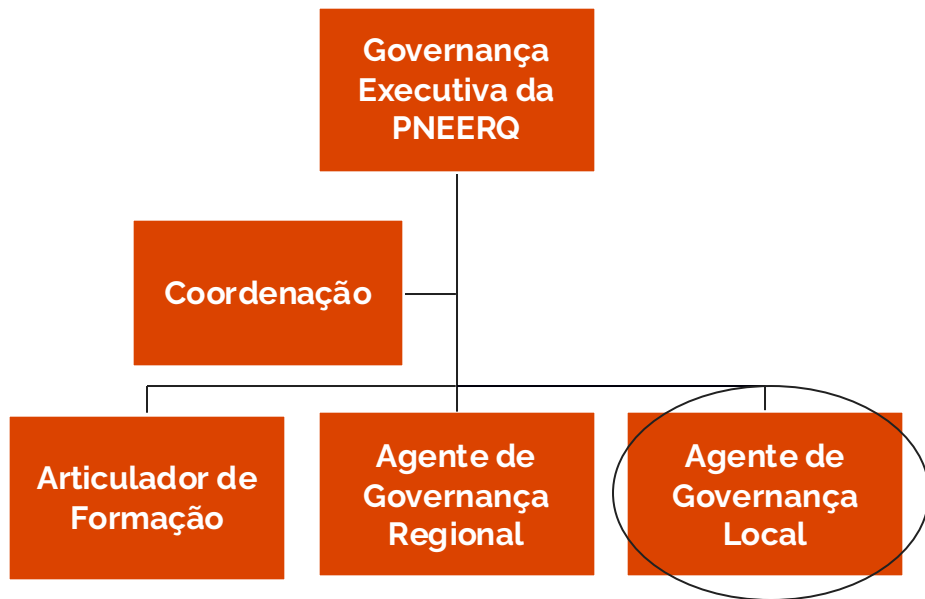 Governança
Executiva da
PNEERQ
Coordenação
Articulador de
Formação
Agente de
Governança
Regional
Agente de
Governança
Local